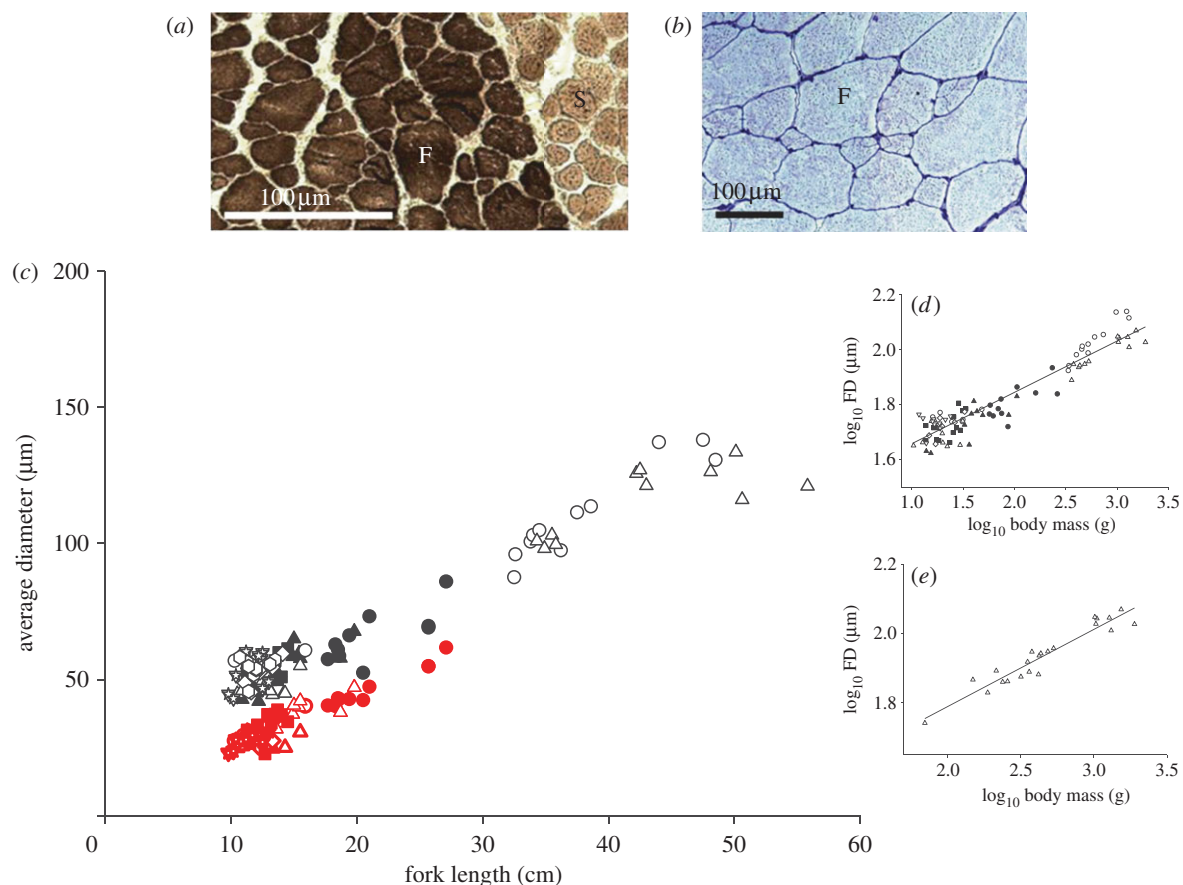 (a)
S
F
100 µm
(b)
F
100 µm
(c)
200
150
100
50
0
10
20
30
40
50
60
average diameter (µm)
fork length (cm)
(d)
2.2
2.0
1.8
1.6
1.0
1.5
2.0
2.5
3.0
3.5
log10 FD (µm)
log10 body mass (g)
(e)
2.2
2.0
1.8
2.0
2.5
3.0
3.5
log10 FD (µm)
log10 body mass (g)